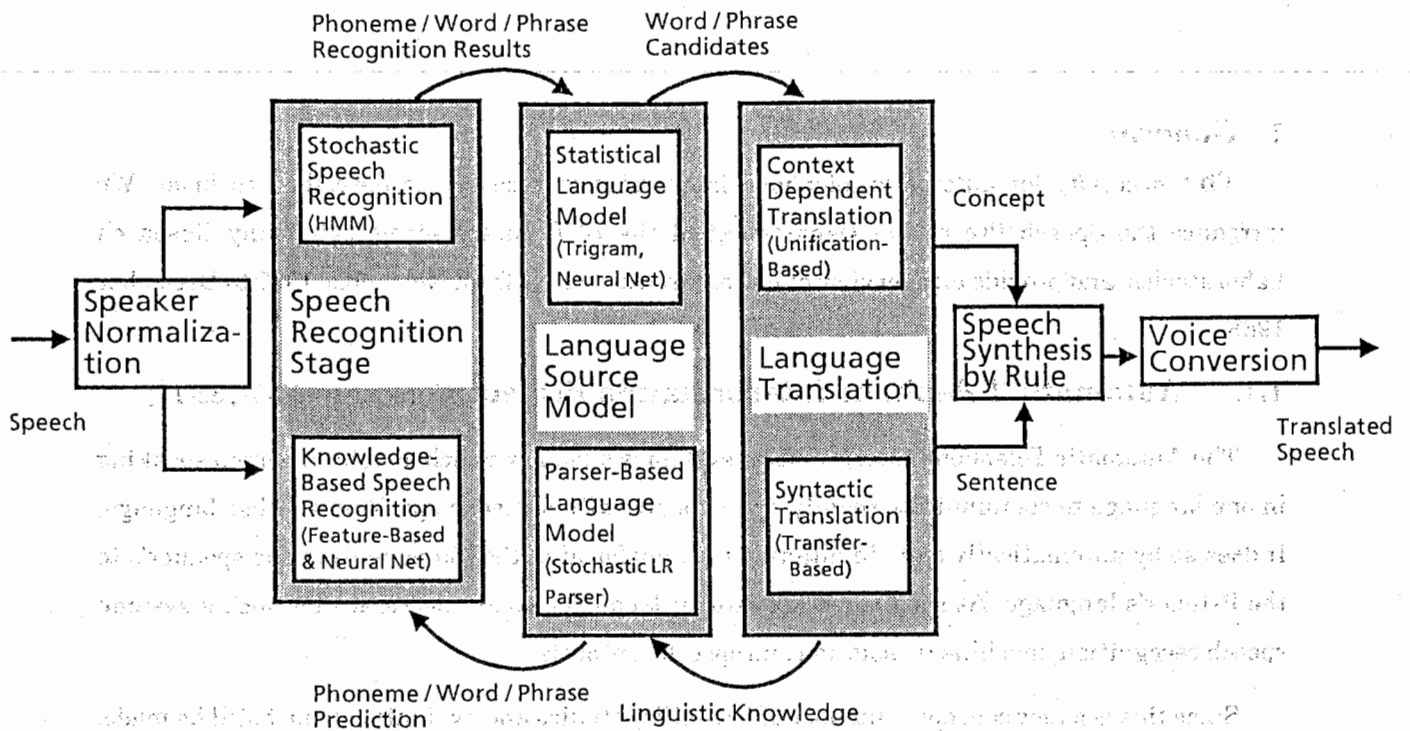 Phoneme / Word / Phrase
Recognition Results
Word / Phrase
Candidates
Speech
Speaker
Normaliza-
tion
Stochastic
Speech
Recognition
(HMM)
Speech
Recognition
Stage
Knowledge-
Based Speech
Recognition
(Feature-Based
& Neural Net)
Statistical
Language
Model
(Trigram,
Neural Net)
Language
Source
Model
Parser-Based
Language
Model
(Stochastic LR
Parser)
Context
Dependent
Translation
(Unification-
Based)
Language
Translation
Syntactic
Translation
(Transfer-
Based)
Concept
Speech
Synthesis
by Rule
Sentence
Voice
Conversion
Translated
Speech
Phoneme / Word / Phrase
Prediction
Linguistic Knowledge